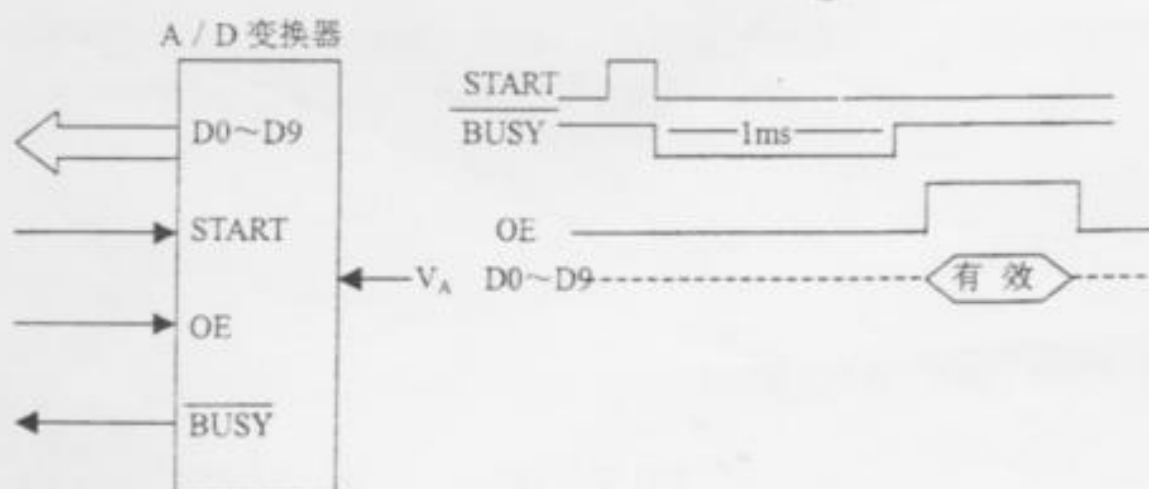 A / D 变换器
D0～D9
START
OE
BUSY
V_A
START
BUSY
1ms
OE
D0～D9
有 效